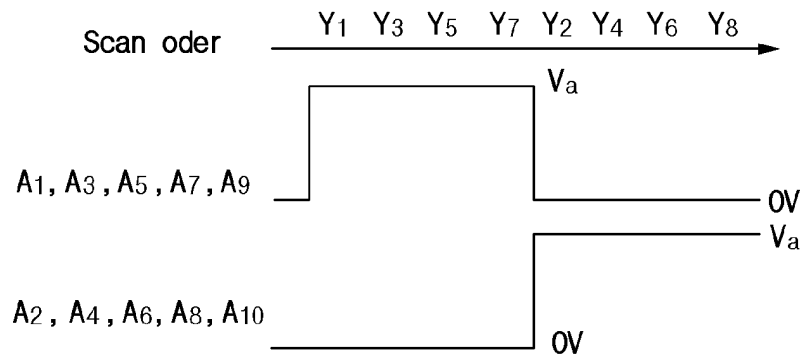 Scan oder Y1 Y3 Y5 Y7 Y2 Y4 Y6 Y8
Va
A1, A3, A5, A7, A9
0V
Va
A2, A4, A6, A8, A10
0V